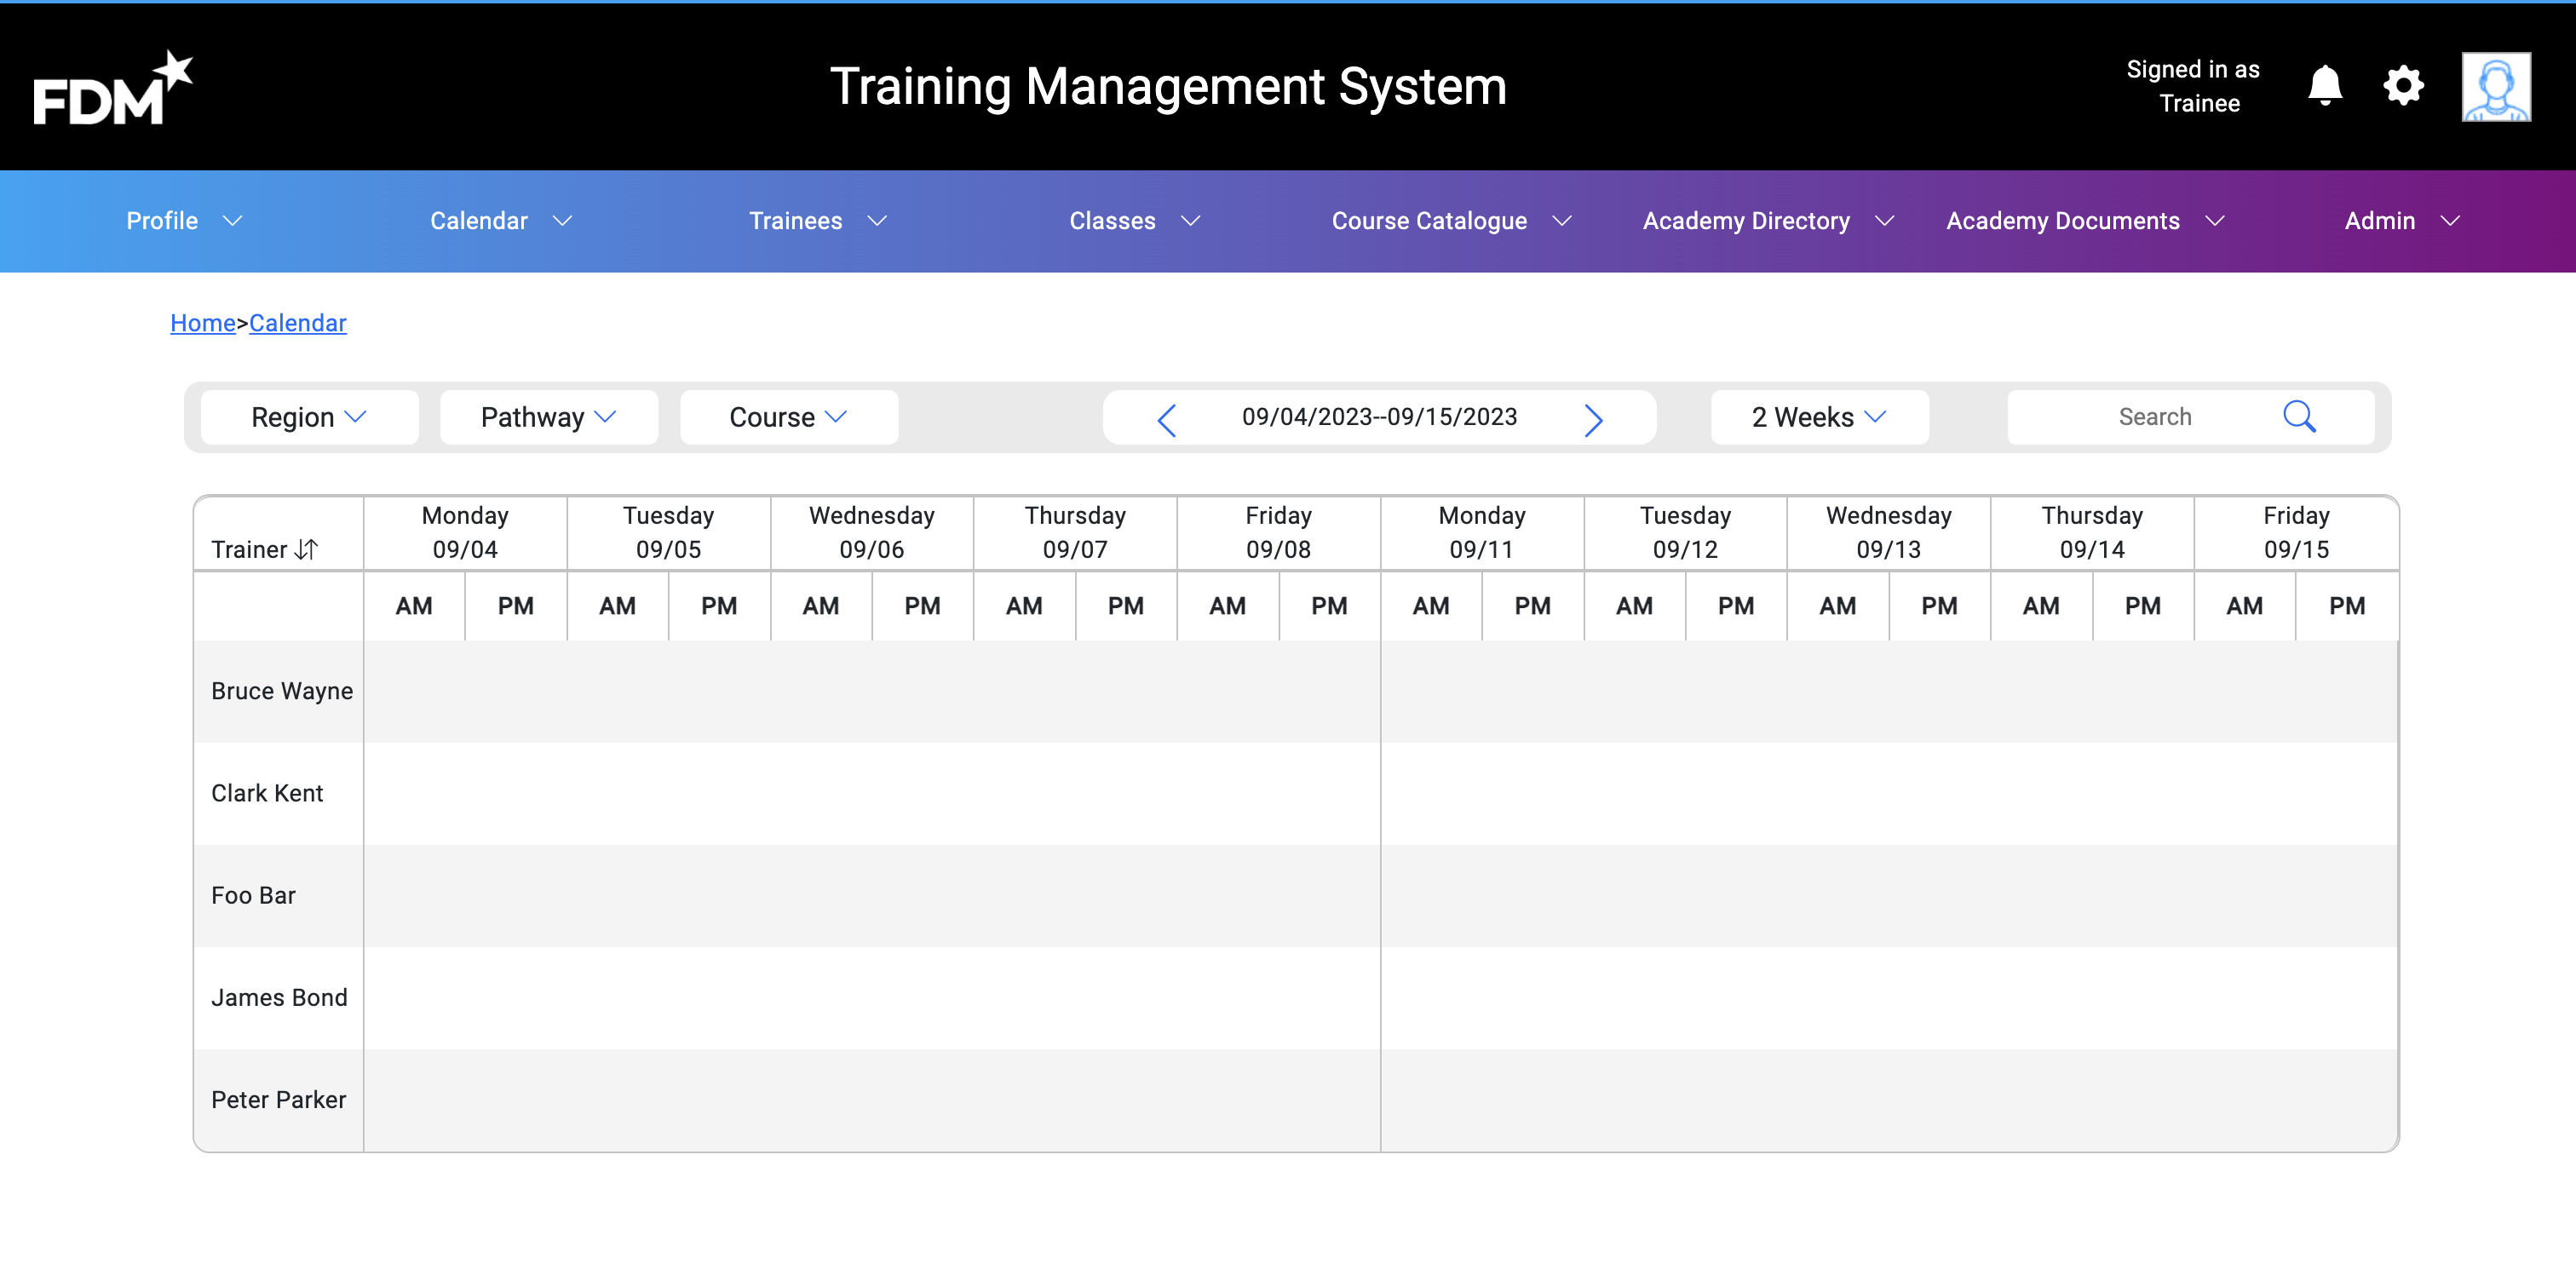 FDM
Training Management System
Signed in as
Trainee
Profile
Calendar
Trainees
Classes
Course Catalogue
Academy Directory
Academy Documents
Admin
Home>Calendar
Region
Pathway
Course
09/04/2023--09/15/2023
2 Weeks
Search
Trainer
Monday
09/04
Tuesday
09/05
Wednesday
09/06
Thursday
09/07
Friday
09/08
Monday
09/11
Tuesday
09/12
Wednesday
09/13
Thursday
09/14
Friday
09/15
AM PM AM PM AM PM AM PM AM PM AM PM AM PM AM PM AM PM AM PM
Bruce Wayne
Clark Kent
Foo Bar
James Bond
Peter Parker